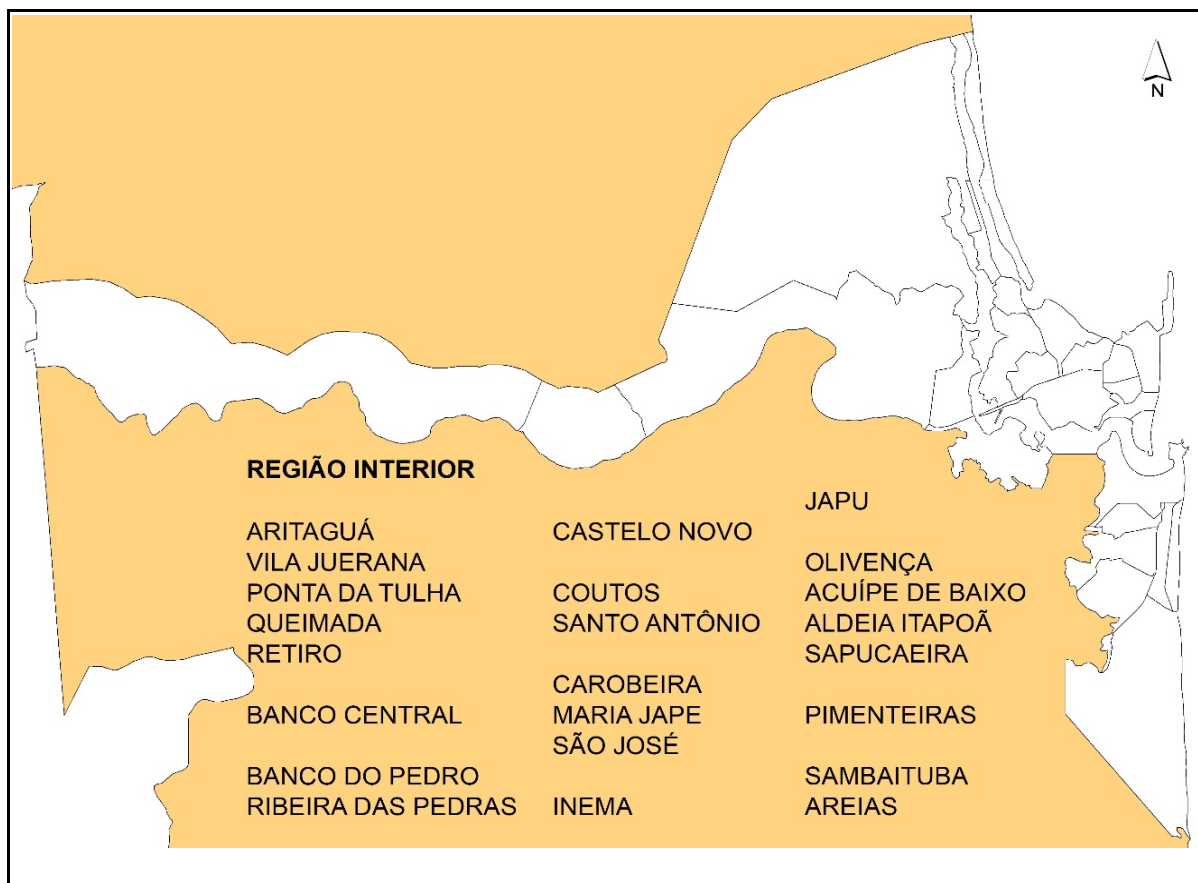 N
REGIÃO INTERIOR
ARITAGUÁ
VILA JUERANA
PONTA DA TULHA
QUEIMADA
RETIRO
BANCO CENTRAL
BANCO DO PEDRO
RIBEIRA DAS PEDRAS
CASTELO NOVO
COUTOS
SANTO ANTÔNIO
CAROBEIRA
MARIA JAPE
SÃO JOSÉ
INEMA
JAPU
OLIVENÇA
ACUÍPE DE BAIXO
ALDEIA ITAPOÃ
SAPUCAEIRA
PIMENTEIRAS
SAMBAITUBA
AREIAS